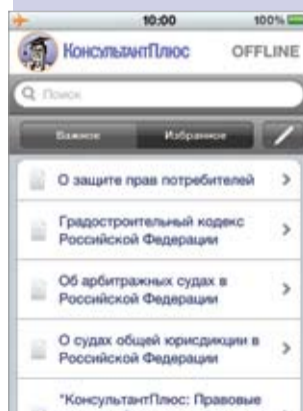 10:00
100%
КонсультантПлюс
OFFLINE
Поиск
Важное
Избранное
О защите прав потребителей
Градостроительный кодекс
Российской Федерации
Об арбитражных судах в
Российской Федерации
О судах общей юрисдикции в
Российской Федерации
"КонсультантПлюс: Правовые